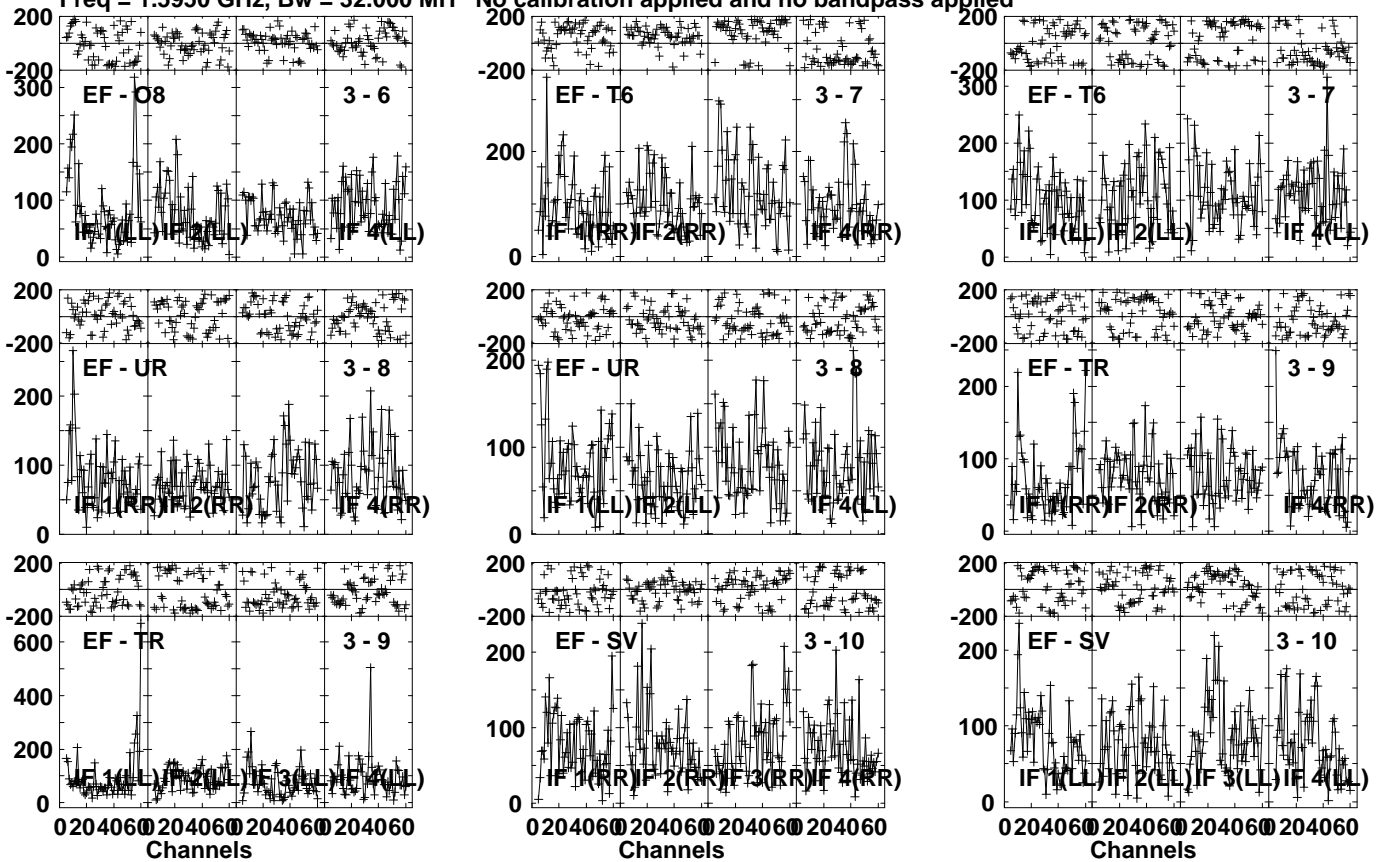 Freq = 1.5950 GHz, Bw = 32.000 MH No calibration applied and no bandpass applied
200 200 200
-200 -200
300 EF - O8 3 - 6 EF - T6 3 - 7 300 EF - T6 3 - 7
200 200 200
100 100
IF 1(LL) IF 2(LL) IF 4(LL) IF 1(RR) IF 2(RR) IF 4(RR) IF 1(LL) IF 2(LL) IF 4(LL)
0 0 0
200 200 200
-200 -200 -200
EF - UR 3 - 8 200 EF - UR 3 - 8 EF - TR 3 - 9
200 200
100 100 100
IF 1(RR) IF 2(RR) IF 4(RR) IF 1(LL) IF 2(LL) IF 4(LL) IF 1(RR) IF 2(RR) IF 4(RR)
0 0 0
200 200 200
-200 -200 -200
600 EF - TR 3 - 9 200 EF - SV 3 - 10 200 EF - SV 3 - 10
400
200 100 100
IF 1(LL) IF 2(LL) IF 3(LL) IF 4(LL) IF 1(RR) IF 2(RR) IF 3(RR) IF 4(RR) IF 1(LL) IF 2(LL) IF 3(LL) IF 4(LL)
0 0 0
0 20 40 60 0 20 40 60 0 20 40 60 0 20 40 60 0 20 40 60 0 20 40 60 0 20 40 60 0 20 40 60 0 20 40 60 0 20 40 60 0 20 40 60 0 20 40 60
Channels Channels Channels